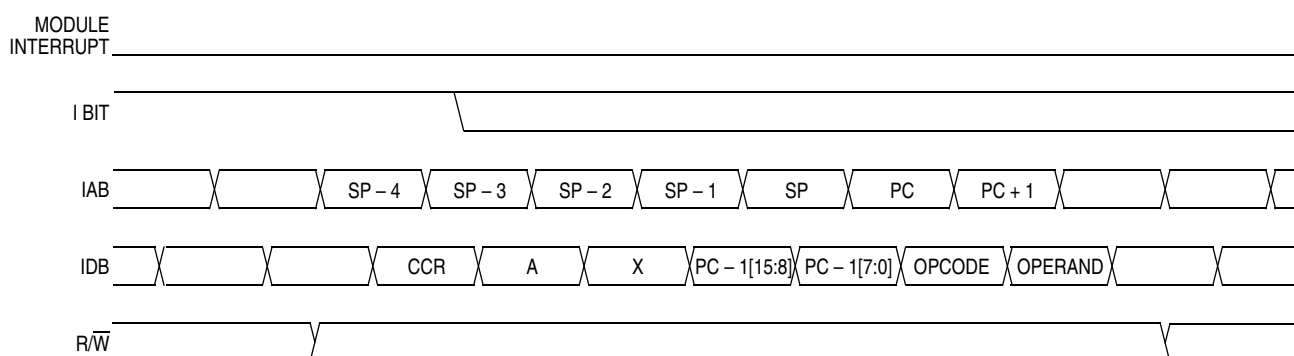 MODULE
INTERRUPT
I BIT
IAB SP – 4 SP – 3 SP – 2 SP – 1 SP PC PC + 1
IDB CCR A X PC – 1[15:8] PC – 1[7:0] OPCODE OPERAND
R/W̅